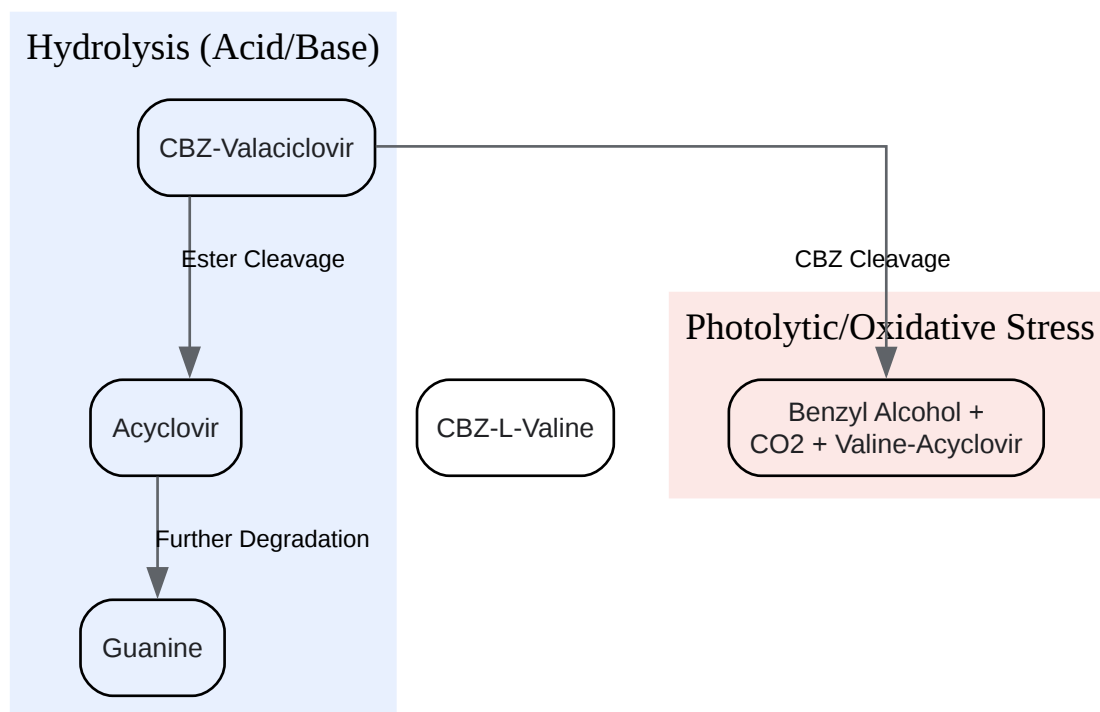 Hydrolysis (Acid/Base)
CBZ-Valaciclovir
Ester Cleavage
CBZ Cleavage
Photolytic/Oxidative Stress
Acyclovir
CBZ-L-Valine
Benzyl Alcohol +
CO2 + Valine-Acyclovir
Further Degradation
Guanine